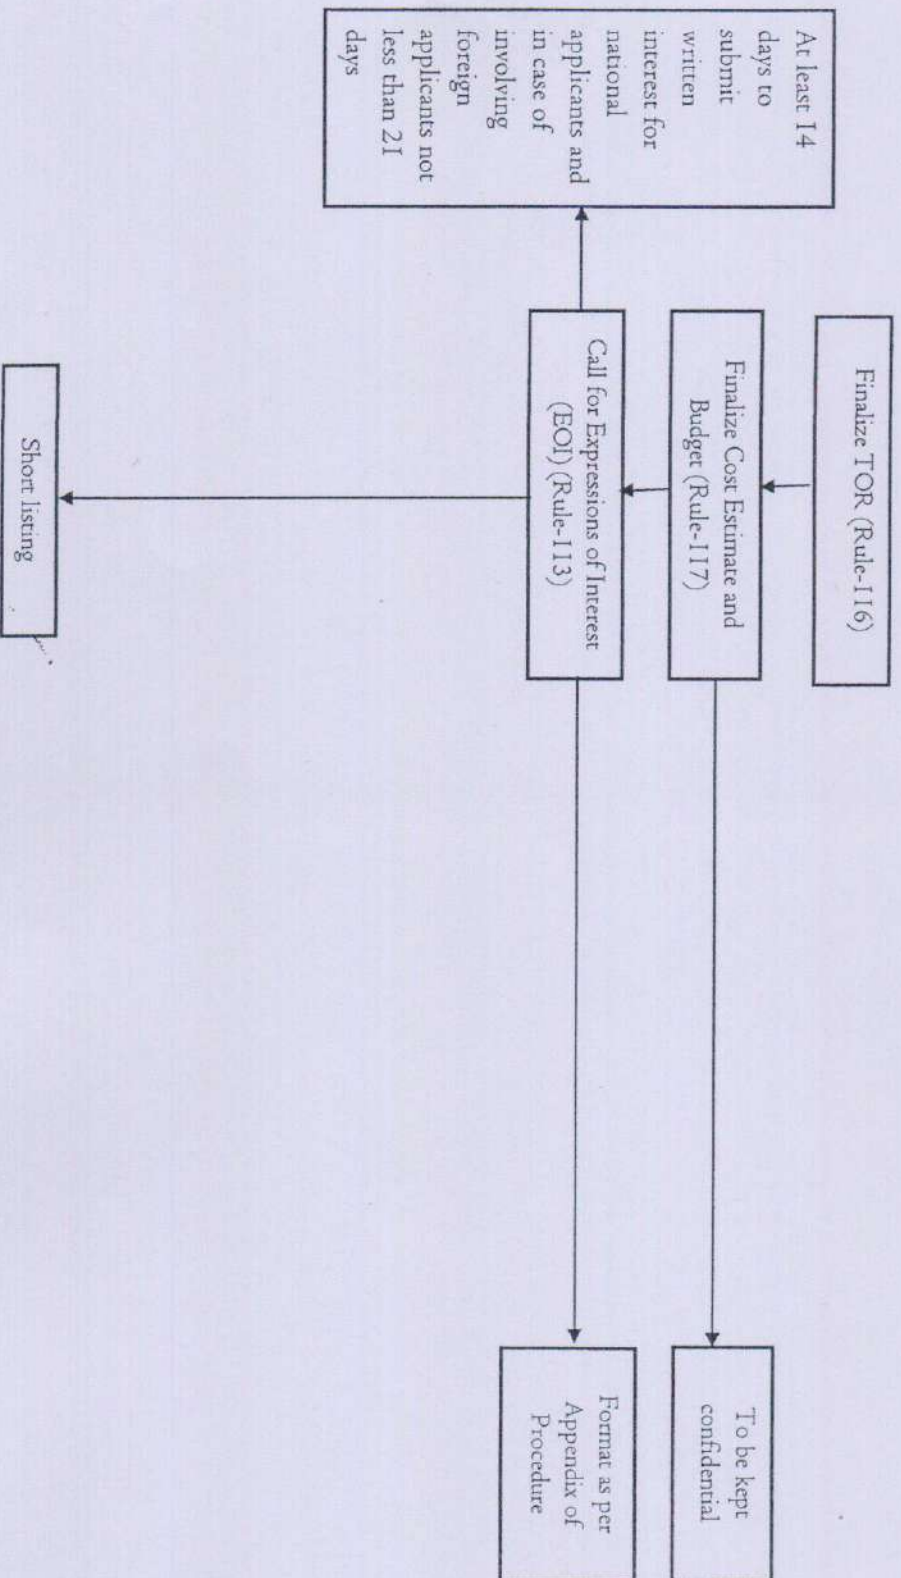 Finalize TOR (Rule-116)
Finalize Cost Estimate and
Budget (Rule-117)
To be kept
confidential
At least 14
days to
submit
written
interest for
national
applicants and
in case of
involving
foreign
applicants not
less than 21
days
Call for Expressions of Interest
(EOI) (Rule-113)
Format as per
Appendix of
Procedure
Short listing